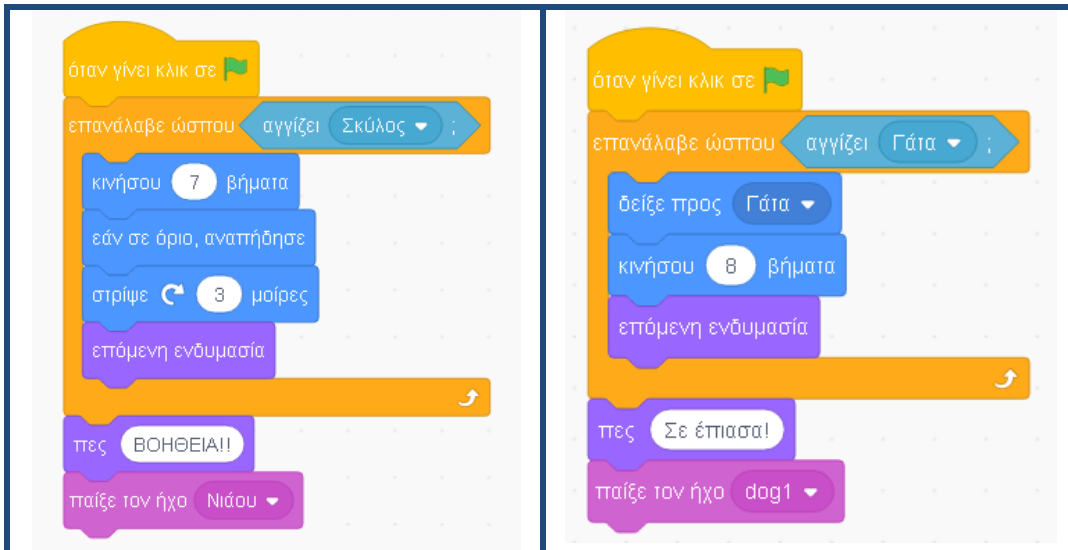 όταν γίνει κλικ σε
επανάλαβε ώσπου αγγίζει Σκύλος ;
κινήσου 7 βήματα
εάν σε όριο, αναπήδησε
στρίψε 3 μοίρες
επόμενη ενδυμασία
πες ΒΟΗΘΕΙΑ!!
παίξε τον ήχο Νιάου
όταν γίνει κλικ σε
επανάλαβε ώσπου αγγίζει Γάτα ;
δείξε προς Γάτα
κινήσου 8 βήματα
επόμενη ενδυμασία
πες Σε έπιασα!
παίξε τον ήχο dog1